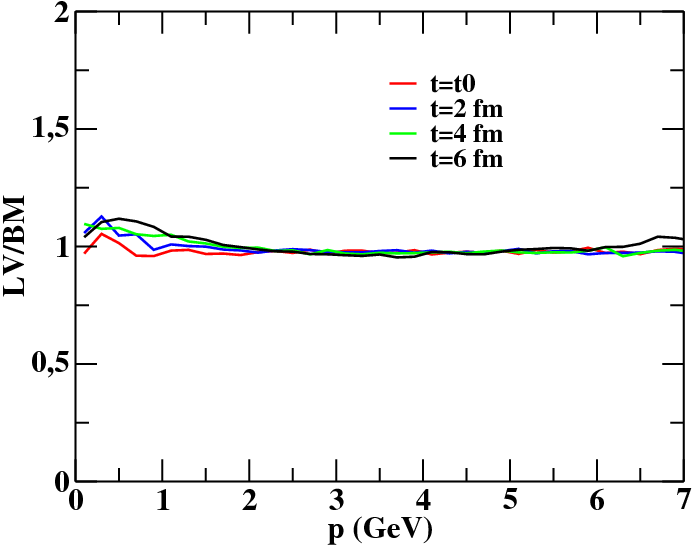 2
1,5
1
0,5
0
LV/BM
t=t0
t=2 fm
t=4 fm
t=6 fm
0 1 2 3 4 5 6 7
p (GeV)